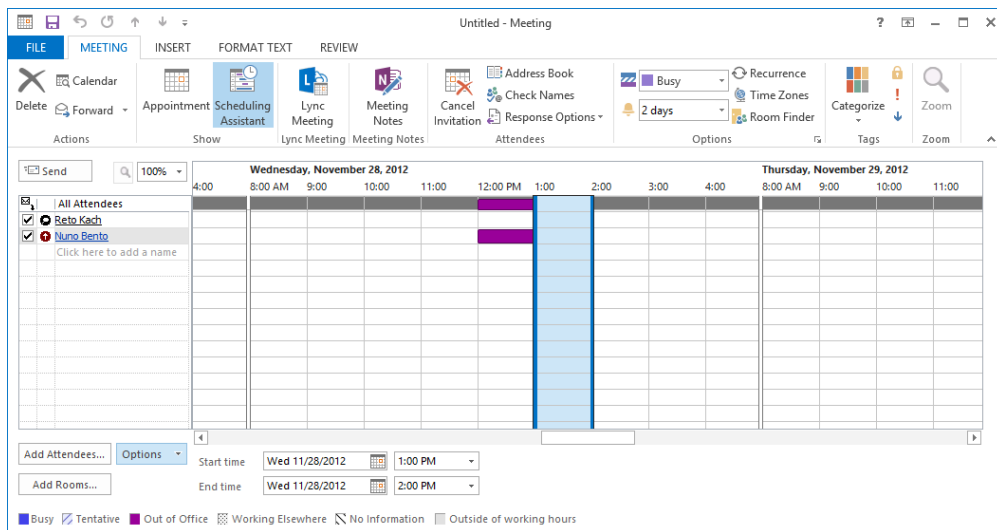 Untitled - Meeting
?
FILE MEETING INSERT FORMAT TEXT REVIEW
Delete
Calendar
Forward
Actions
Appointment
Scheduling Assistant
Show
Lync Meeting
Lync Meeting
Meeting Notes
Meeting Notes
Cancel Invitation
Address Book
Check Names
Response Options
Attendees
Busy
2 days
Recurrence
Time Zones
Room Finder
Options
Categorize
Tags
Zoom
Zoom
Send
100%
Wednesday, November 28, 2012 Thursday, November 29, 2012
4:00 8:00 AM 9:00 10:00 11:00 12:00 PM 1:00 2:00 3:00 4:00 8:00 AM 9:00 10:00 11:00
All Attendees
Reto Kach
Nuno Bento
Click here to add a name
Add Attendees... Options
Add Rooms...
Start time Wed 11/28/2012 1:00 PM
End time Wed 11/28/2012 2:00 PM
Busy Tentative Out of Office Working Elsewhere No Information Outside of working hours